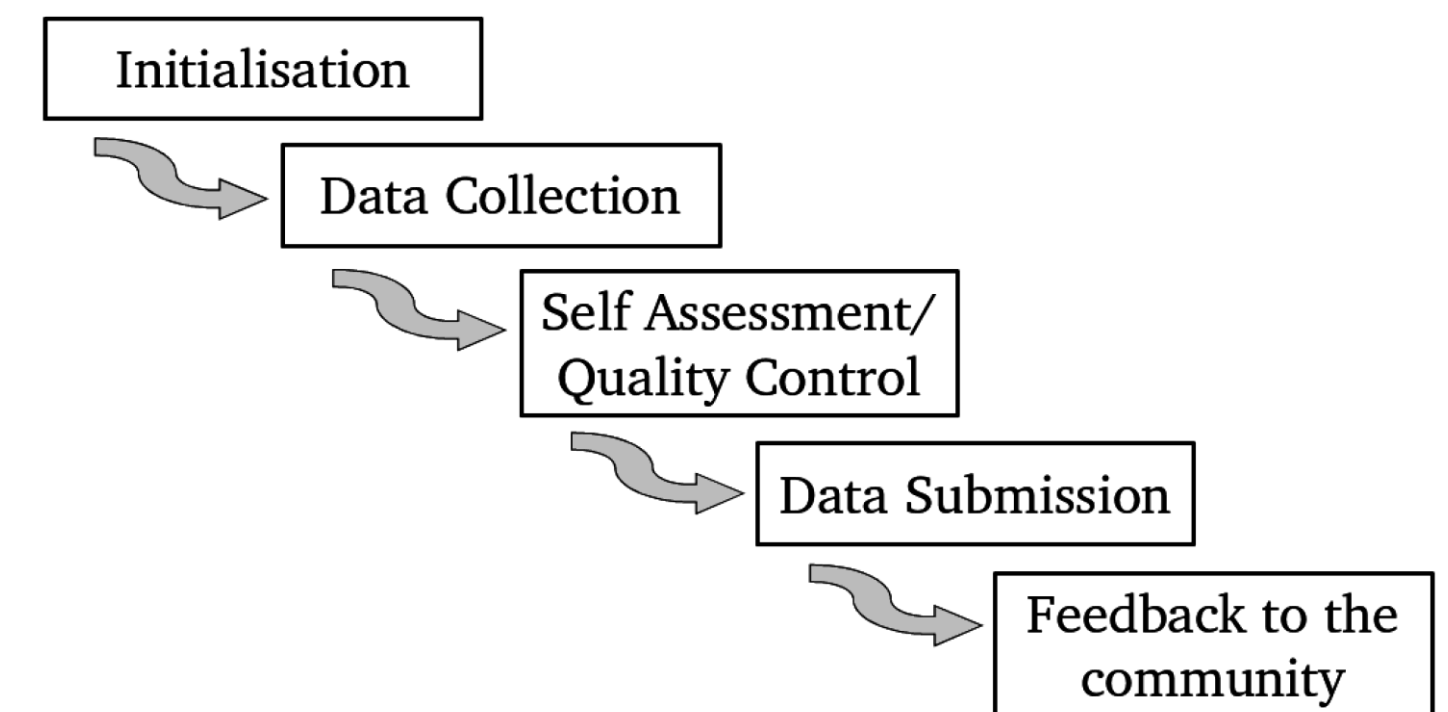 Initialisation
Data Collection
Self Assessment/
Quality Control
Data Submission
Feedback to the
community